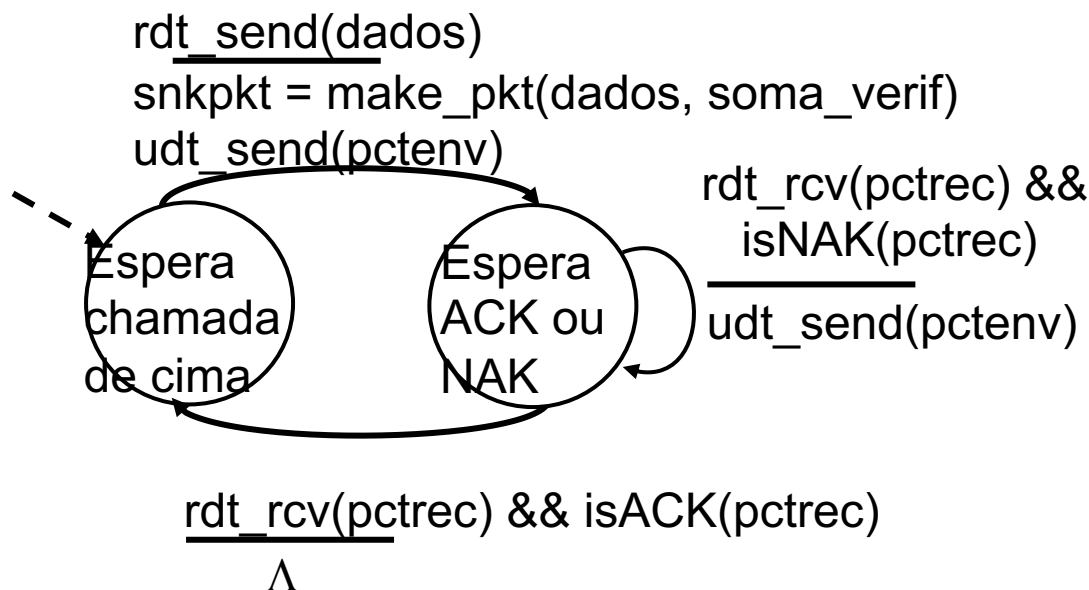 rdt_send(dados)
snkpkt = make_pkt(dados, soma_verif)
udt_send(pctenv)
rdt_rcv(pctrec) &&
isNAK(pctrec)
udt_send(pctenv)
Espera
chamada
de cima
Espera
ACK ou
NAK
rdt_rcv(pctrec) && isACK(pctrec)
Λ